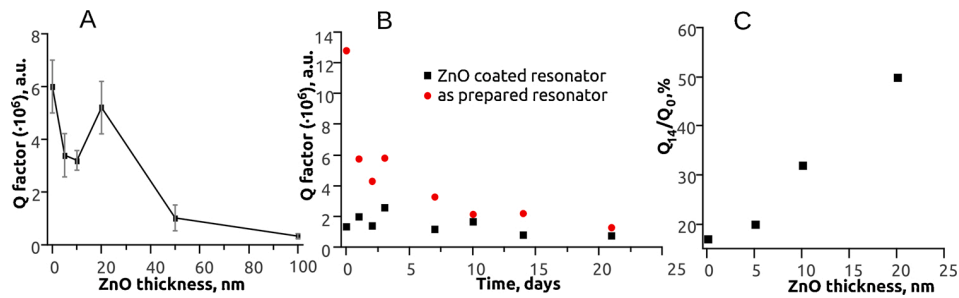 A
Q factor (·10⁶), a.u.
8
6
4
2
0
0 20 40 60 80 100
ZnO thickness, nm
B
Q factor (·10⁶), a.u.
14
12
10
8
6
4
2
0
ZnO coated resonator
as prepared resonator
0 5 10 15 20 25
Time, days
C
Q₁₄/Q₀,%
60%
50
40
30
20
0 5 10 15 20 25
ZnO thickness, nm